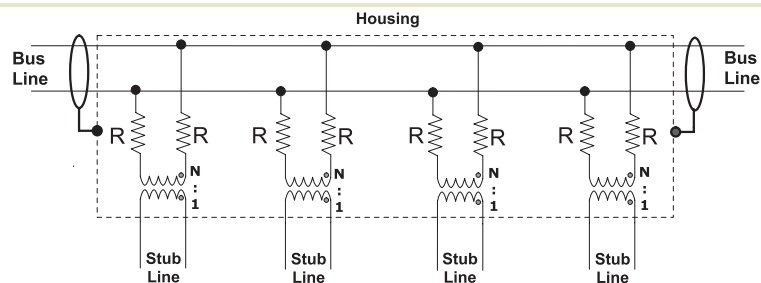 Housing
Bus Line
Bus Line
R R R R R R R R
N : 1 N : 1 N : 1 N : 1
Stub Line Stub Line Stub Line Stub Line